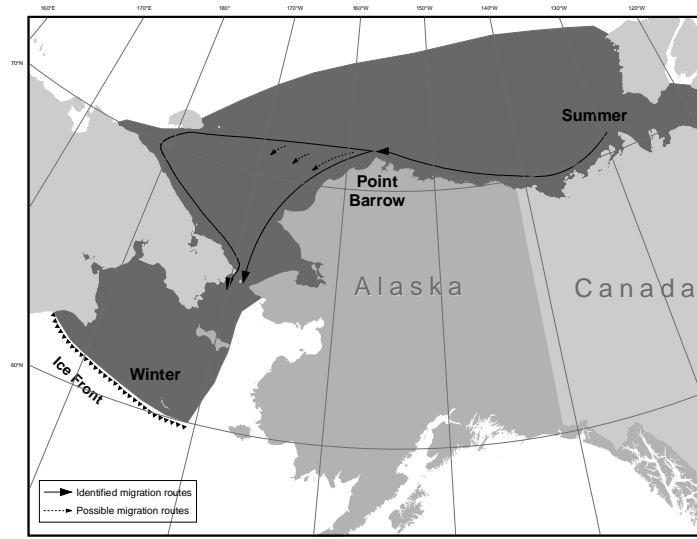 160°E
170°E
180°
170°W
160°W
150°W
140°W
130°W
120°W
70°N
Summer
Point
Barrow
Alaska
Canada
60°N
Winter
Ice Front
Identified migration routes
Possible migration routes